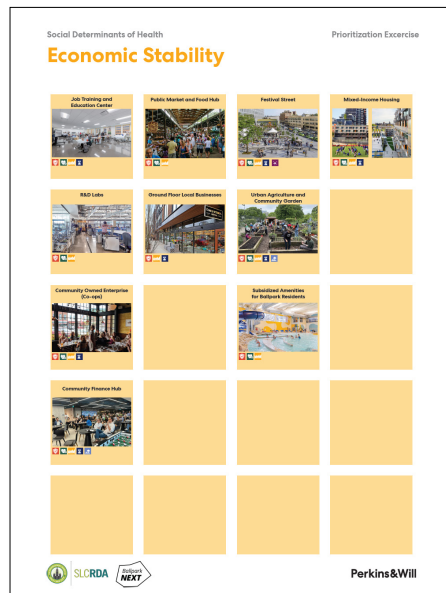 Social Determinants of Health
Prioritization Excercise
Economic Stability
Job Training and
Education Center
Public Market and Food Hub
Festival Street
Mixed-Income Housing
R&D Labs
Ground Floor Local Businesses
Urban Agriculture and
Community Garden
Community Owned Enterprise
(Co-ops)
Subsidized Amenities
for Ballpark Residents
Community Finance Hub
SLCRDA
Ballpark
NEXT
Perkins&Will